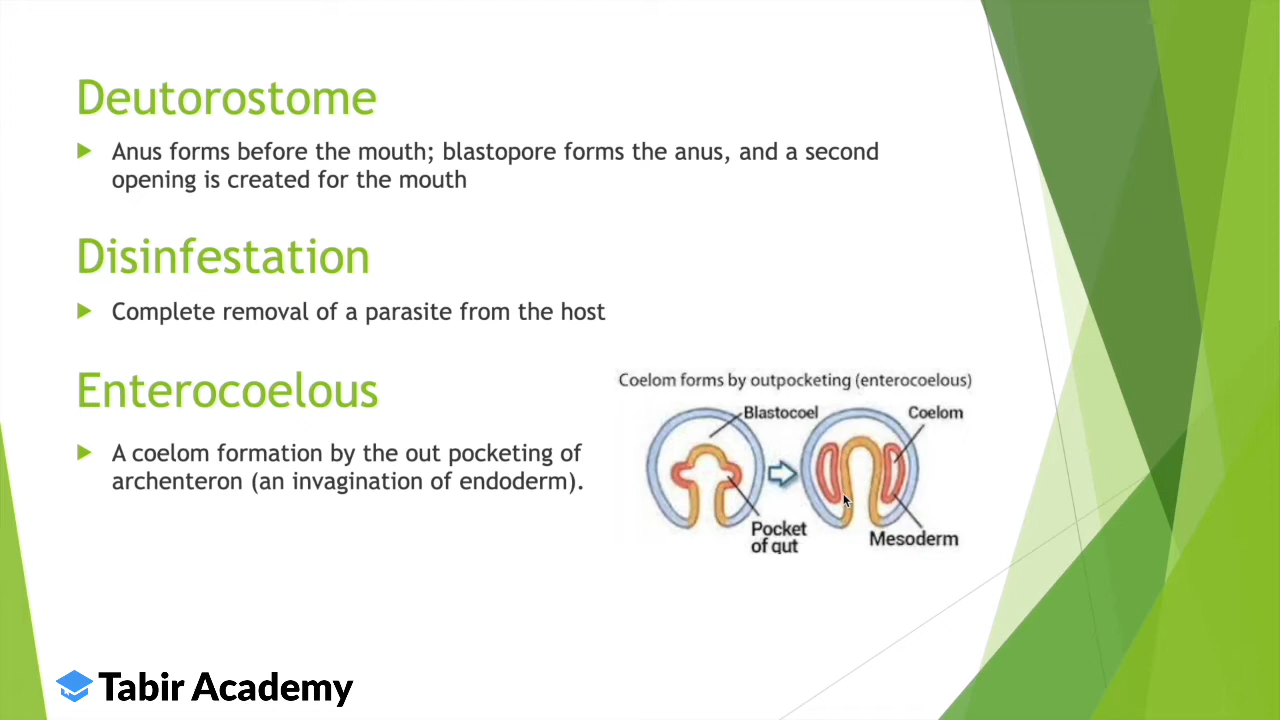 Deutorostome
Anus forms before the mouth; blastopore forms the anus, and a second
opening is created for the mouth
Disinfestation
Complete removal of a parasite from the host
Enterocoelous
A coelom formation by the out pocketing of
archenteron (an invagination of endoderm).
Coelom forms by outpocketing (enterocoelous)
Blastocoel
Coelom
Pocket
of gut
Mesoderm
Tabir Academy